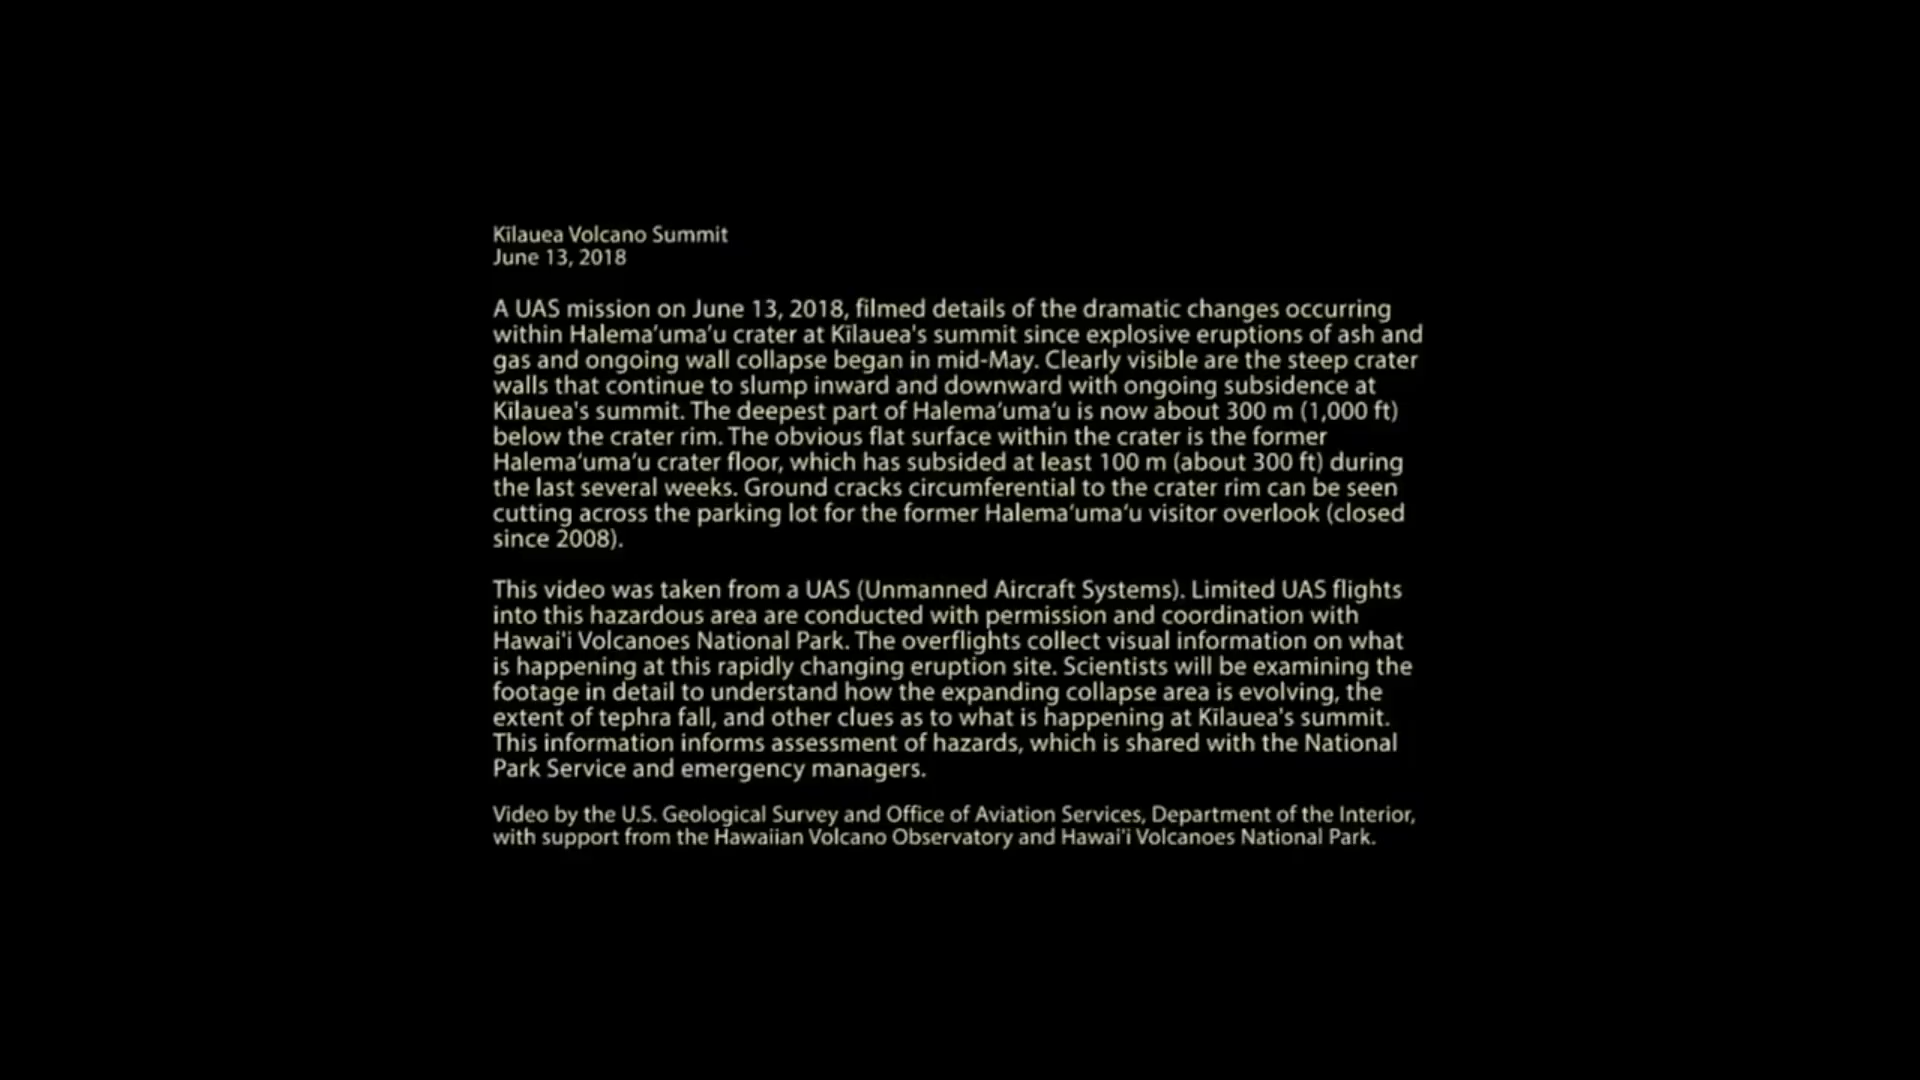 Kīlauea Volcano Summit
June 13, 2018
A UAS mission on June 13, 2018, filmed details of the dramatic changes occurring
within Halema‘uma‘u crater at Kīlauea's summit since explosive eruptions of ash and
gas and ongoing wall collapse began in mid-May. Clearly visible are the steep crater
walls that continue to slump inward and downward with ongoing subsidence at
Kīlauea's summit. The deepest part of Halema‘uma‘u is now about 300 m (1,000 ft)
below the crater rim. The obvious flat surface within the crater is the former
Halema‘uma‘u crater floor, which has subsided at least 100 m (about 300 ft) during
the last several weeks. Ground cracks circumferential to the crater rim can be seen
cutting across the parking lot for the former Halema‘uma‘u visitor overlook (closed
since 2008).
This video was taken from a UAS (Unmanned Aircraft Systems). Limited UAS flights
into this hazardous area are conducted with permission and coordination with
Hawai'i Volcanoes National Park. The overflights collect visual information on what
is happening at this rapidly changing eruption site. Scientists will be examining the
footage in detail to understand how the expanding collapse area is evolving, the
extent of tephra fall, and other clues as to what is happening at Kīlauea's summit.
This information informs assessment of hazards, which is shared with the National
Park Service and emergency managers.
Video by the U.S. Geological Survey and Office of Aviation Services, Department of the Interior,
with support from the Hawaiian Volcano Observatory and Hawai'i Volcanoes National Park.